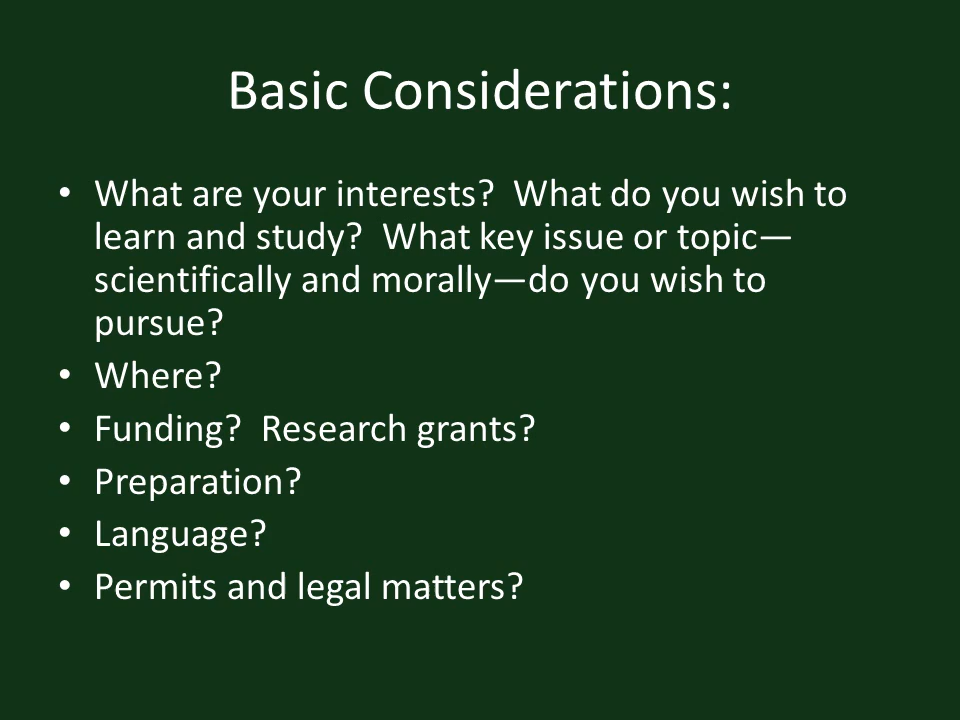 Basic Considerations:
• What are your interests?  What do you wish to
learn and study?  What key issue or topic—
scientifically and morally—do you wish to
pursue?
• Where?
• Funding?  Research grants?
• Preparation?
• Language?
• Permits and legal matters?